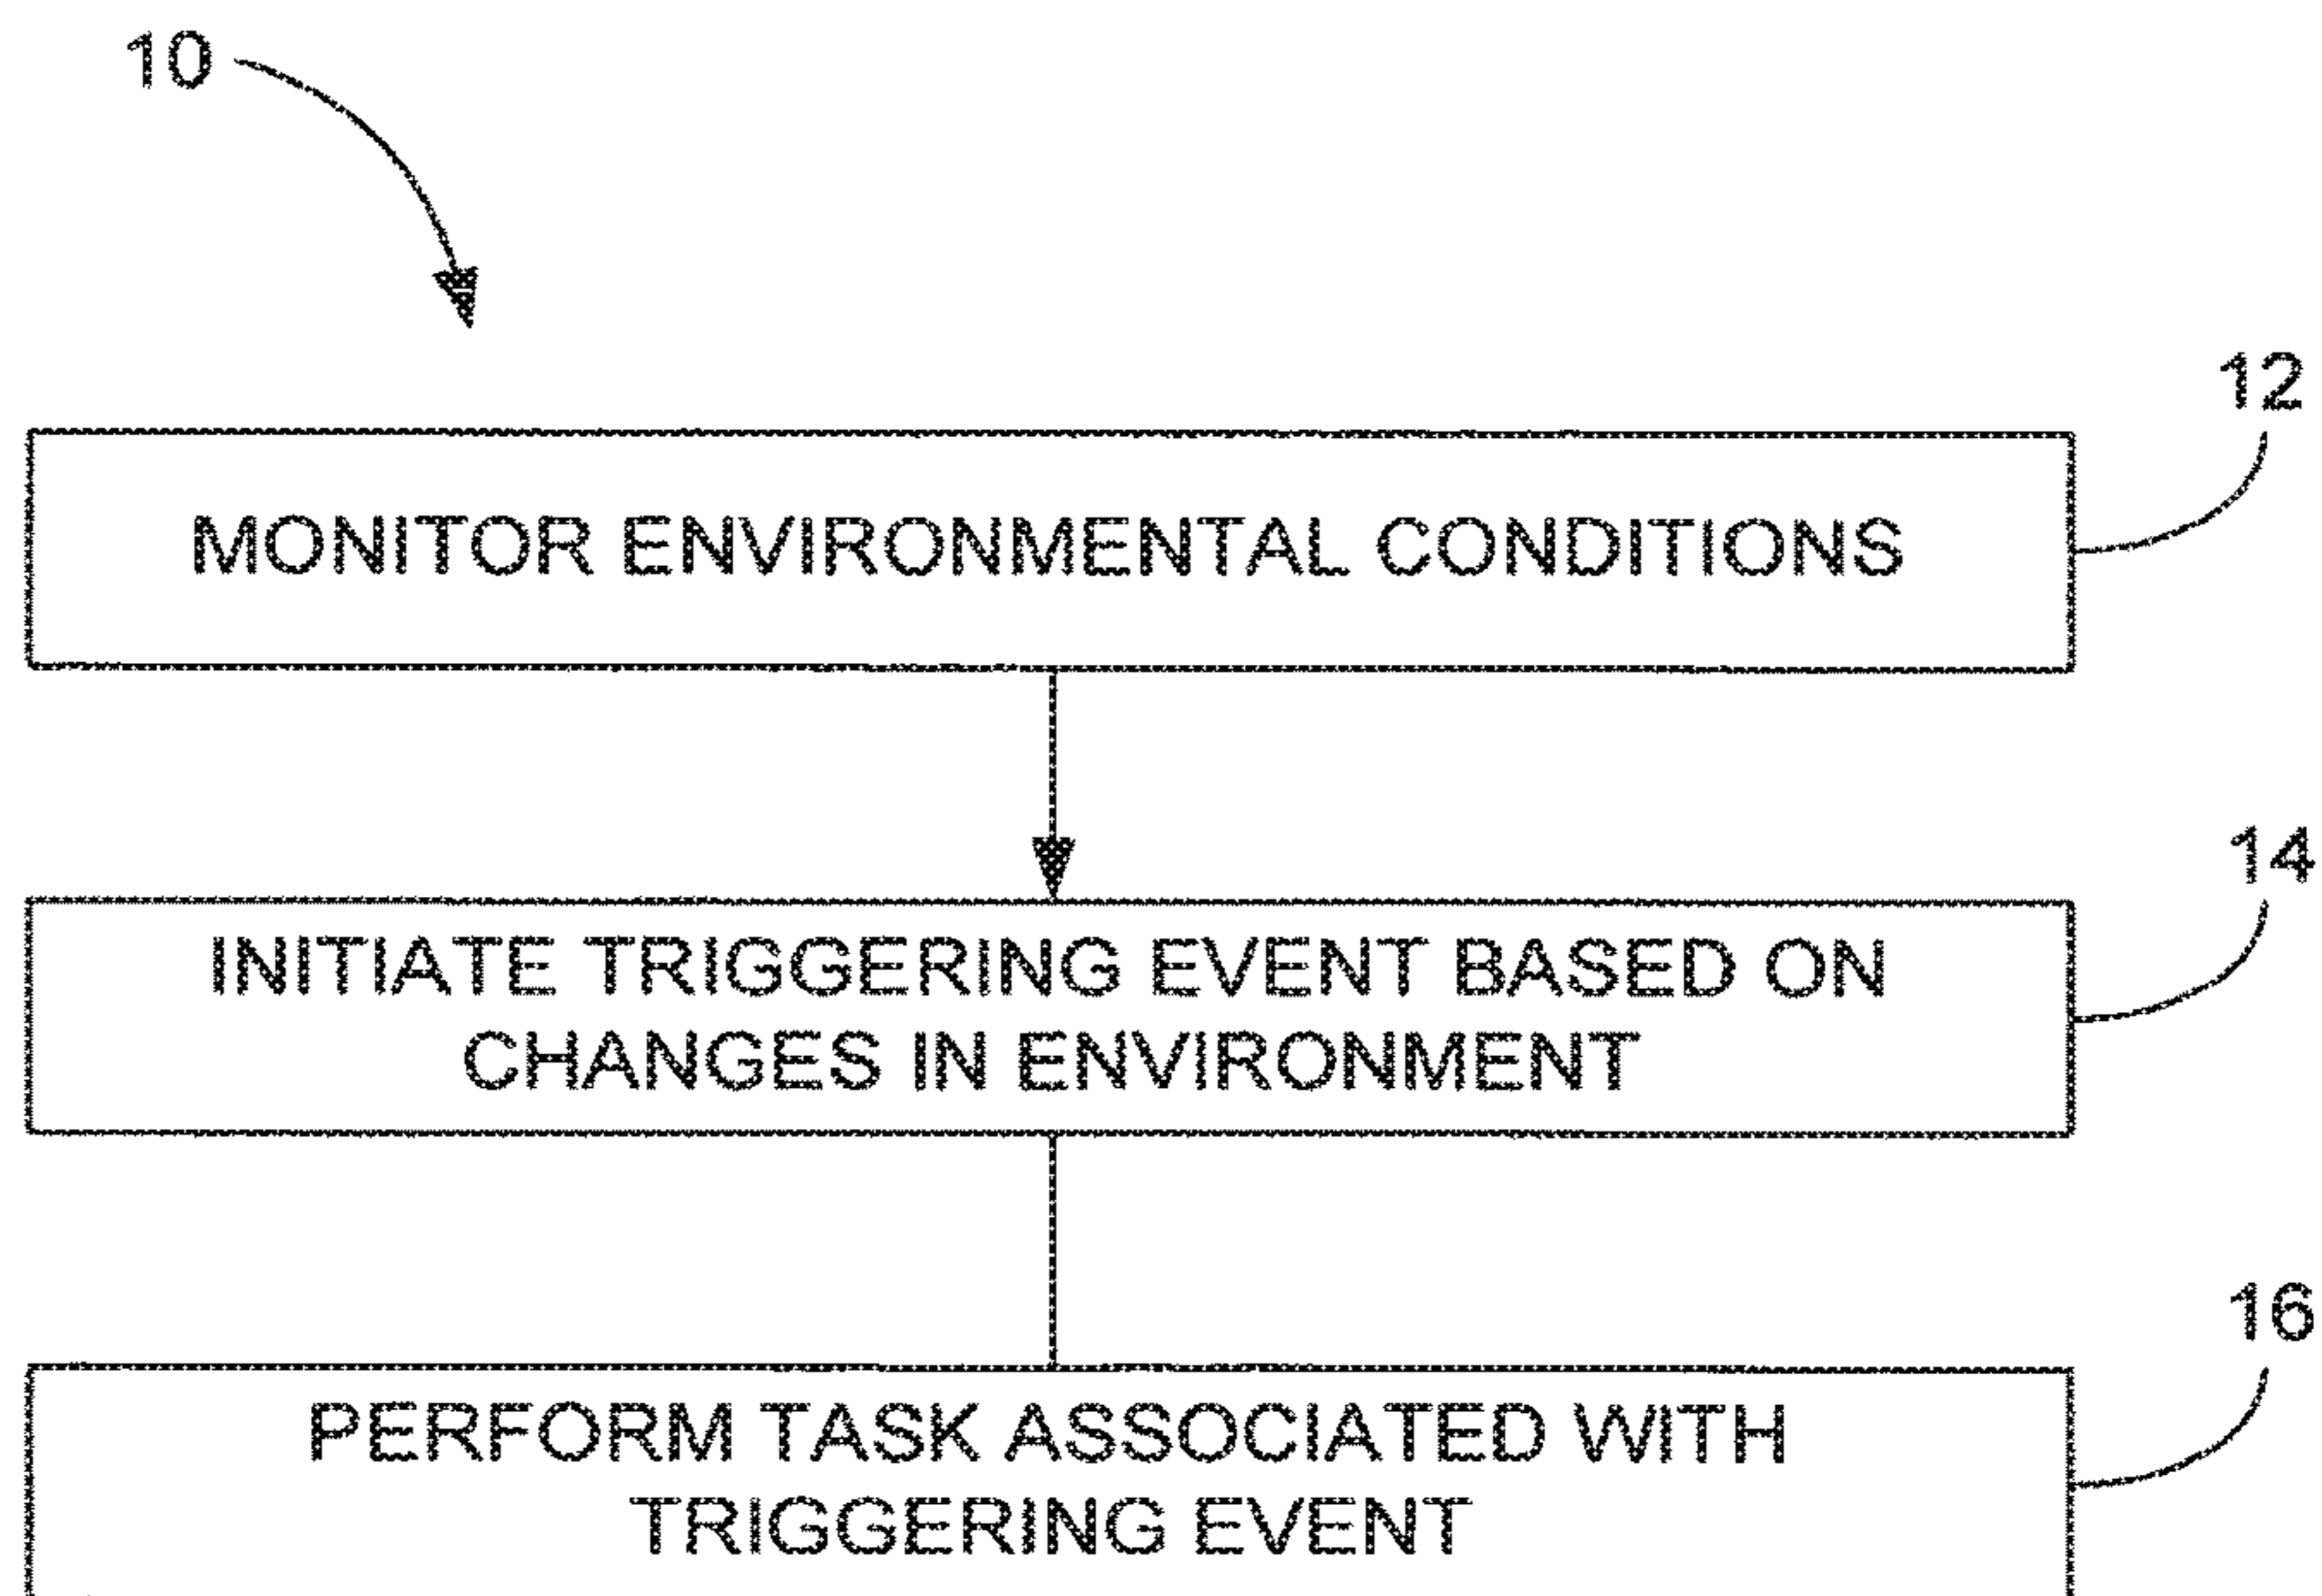 10
12
MONITOR ENVIRONMENTAL CONDITIONS
14
INITIATE TRIGGERING EVENT BASED ON
CHANGES IN ENVIRONMENT
16
PERFORM TASK ASSOCIATED WITH
TRIGGERING EVENT